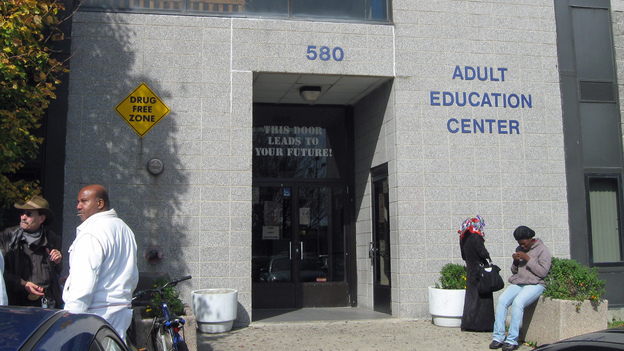 580
ADULT
EDUCATION
CENTER
DRUG
FREE
ZONE
THIS DOOR
LEADS TO
YOUR FUTURE!